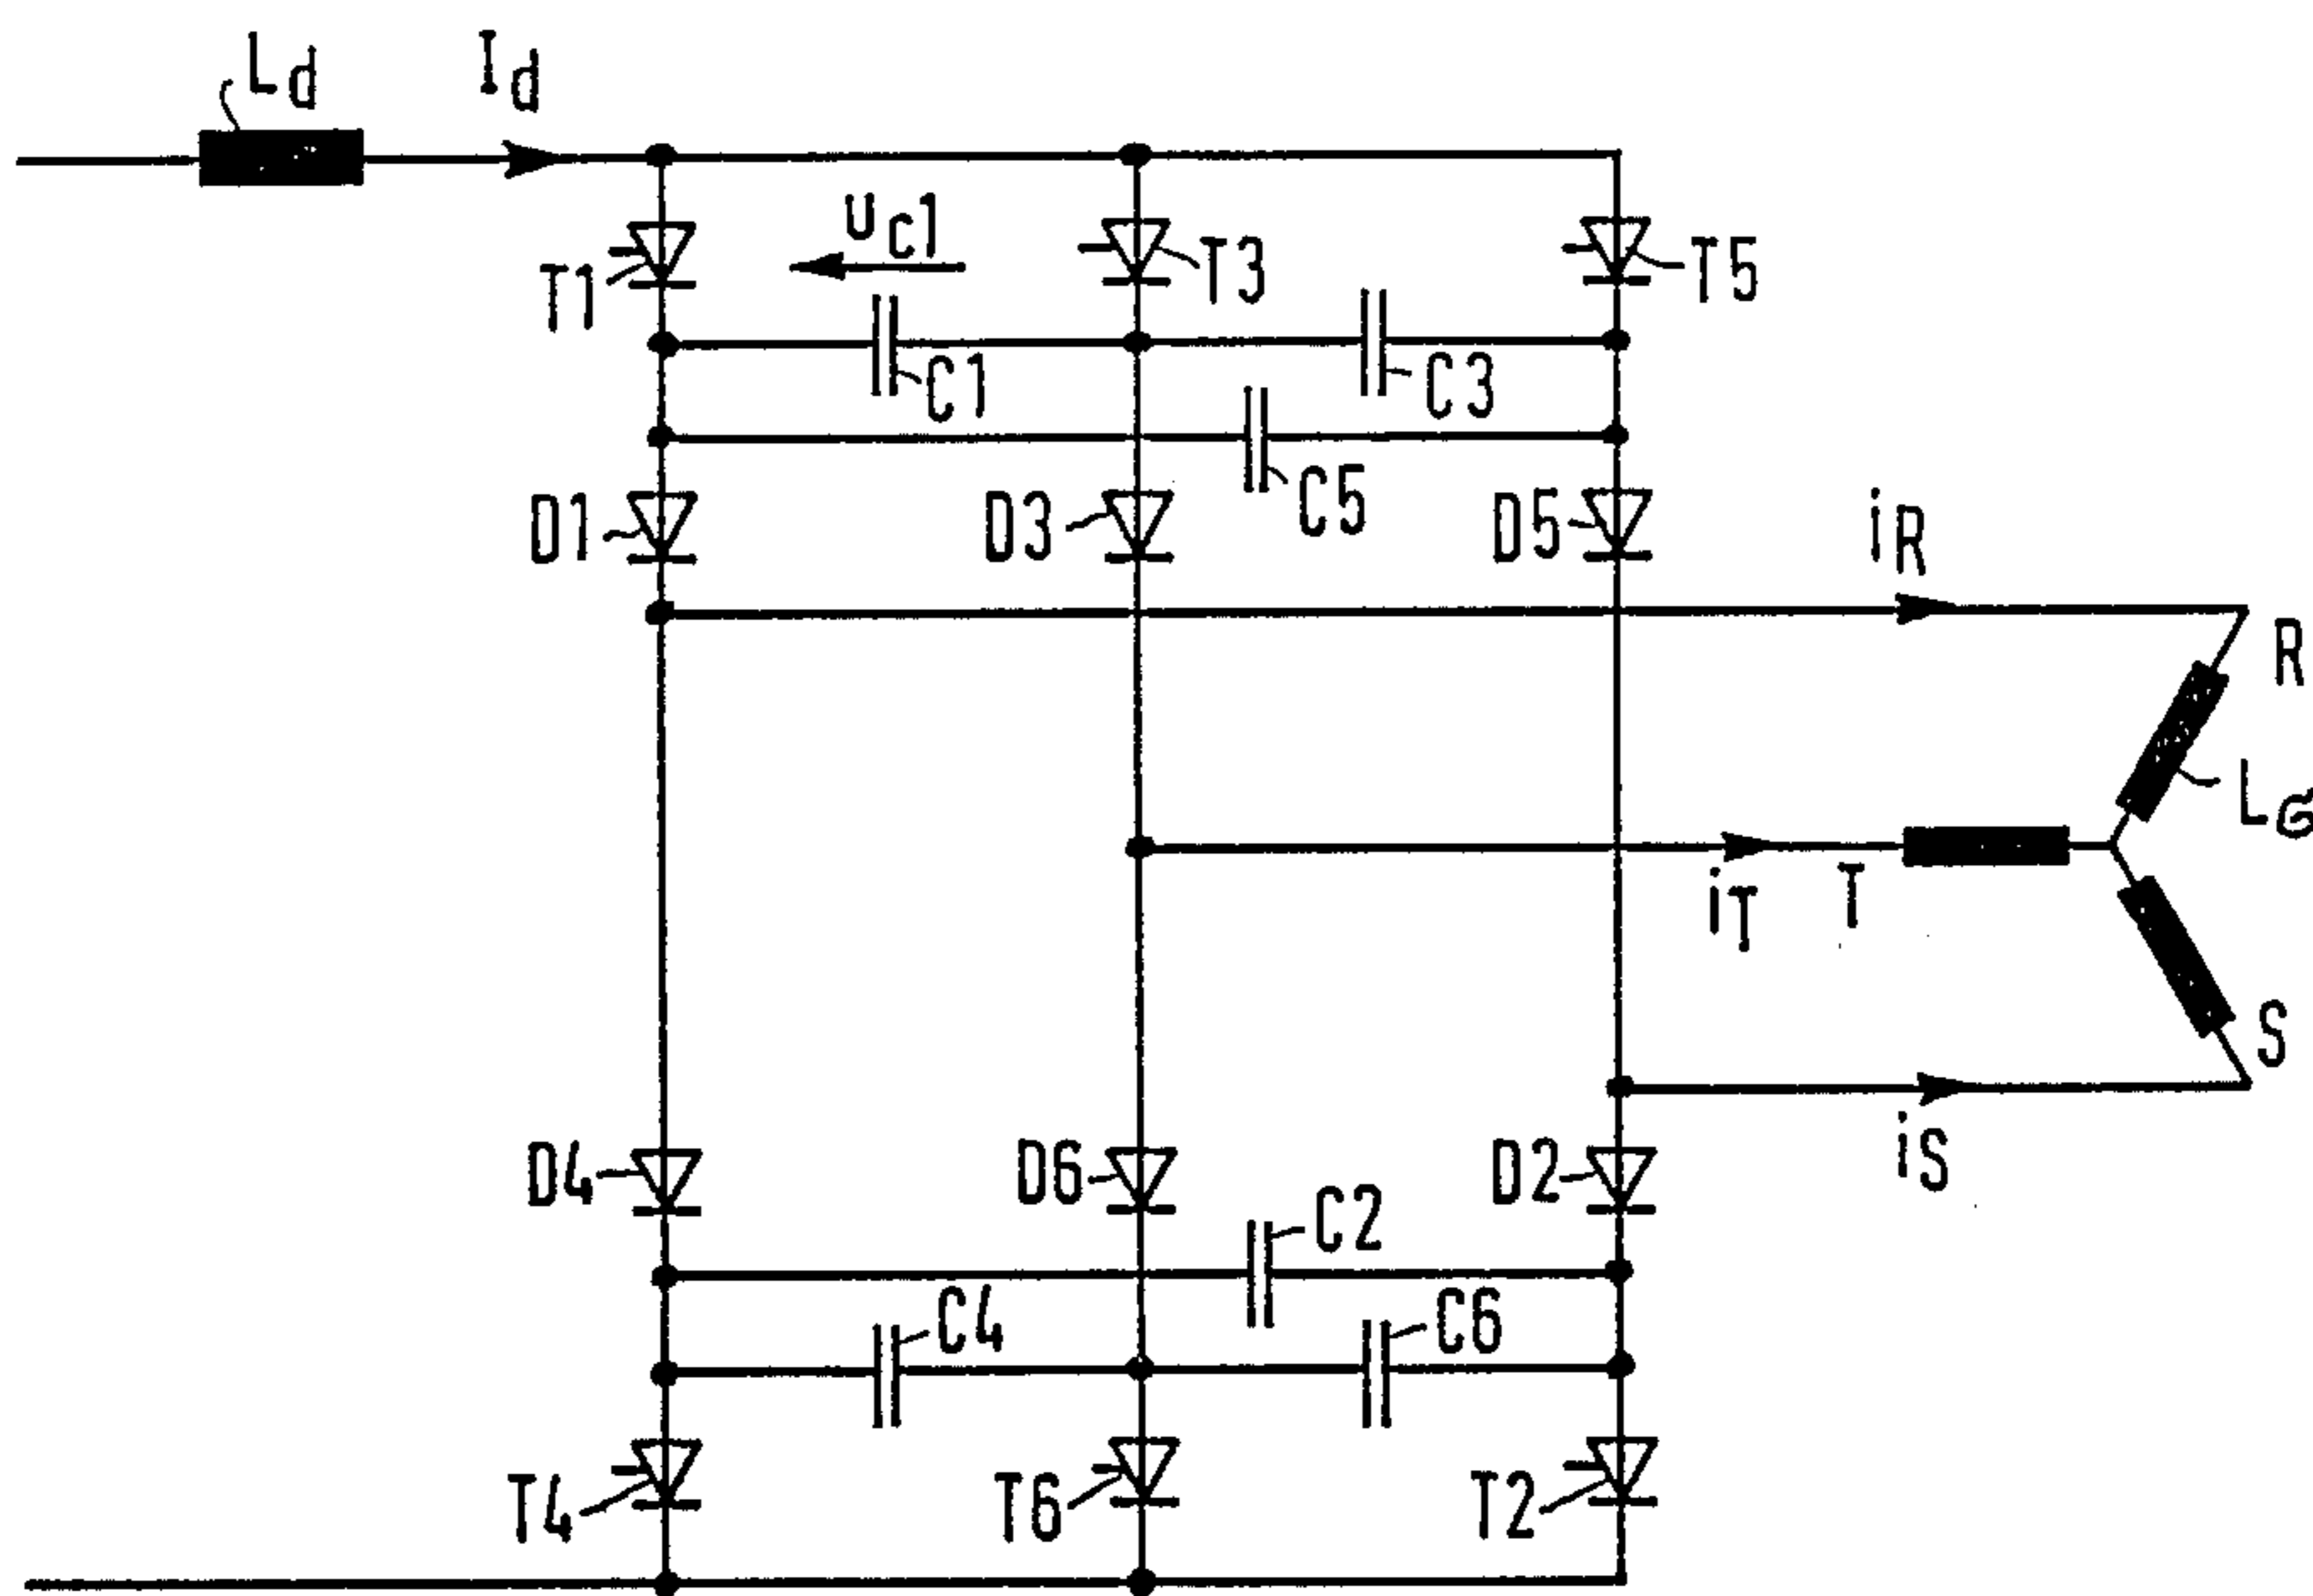 Ld
Id
uc1
T1
T3
T5
C1
C3
C5
D1
D3
D5
iR
R
Lσ
iT
T
S
iS
D4
D6
D2
C2
C4
C6
T4
T6
T2